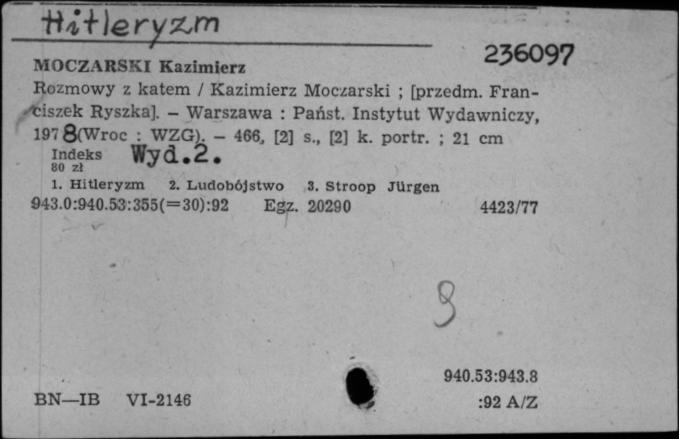 Hitleryzm
236097
MOCZARSKI Kazimierz
Rozmowy z katem / Kazimierz Moczarski ; [przedm. Fran-
ciszek Ryszka]. – Warszawa : Państ. Instytut Wydawniczy,
1978 (Wroc : WZG). – 466, [2] s., [2] k. portr. ; 21 cm
Indeks Wyd.2.
80 zł
1. Hitleryzm 2. Ludobójstwo 3. Stroop Jürgen
943.0:940.53:355(=30):92 Egz. 20290 4423/77
9
940.53:943.8
BN—IB VI-2146 :92 A/Z